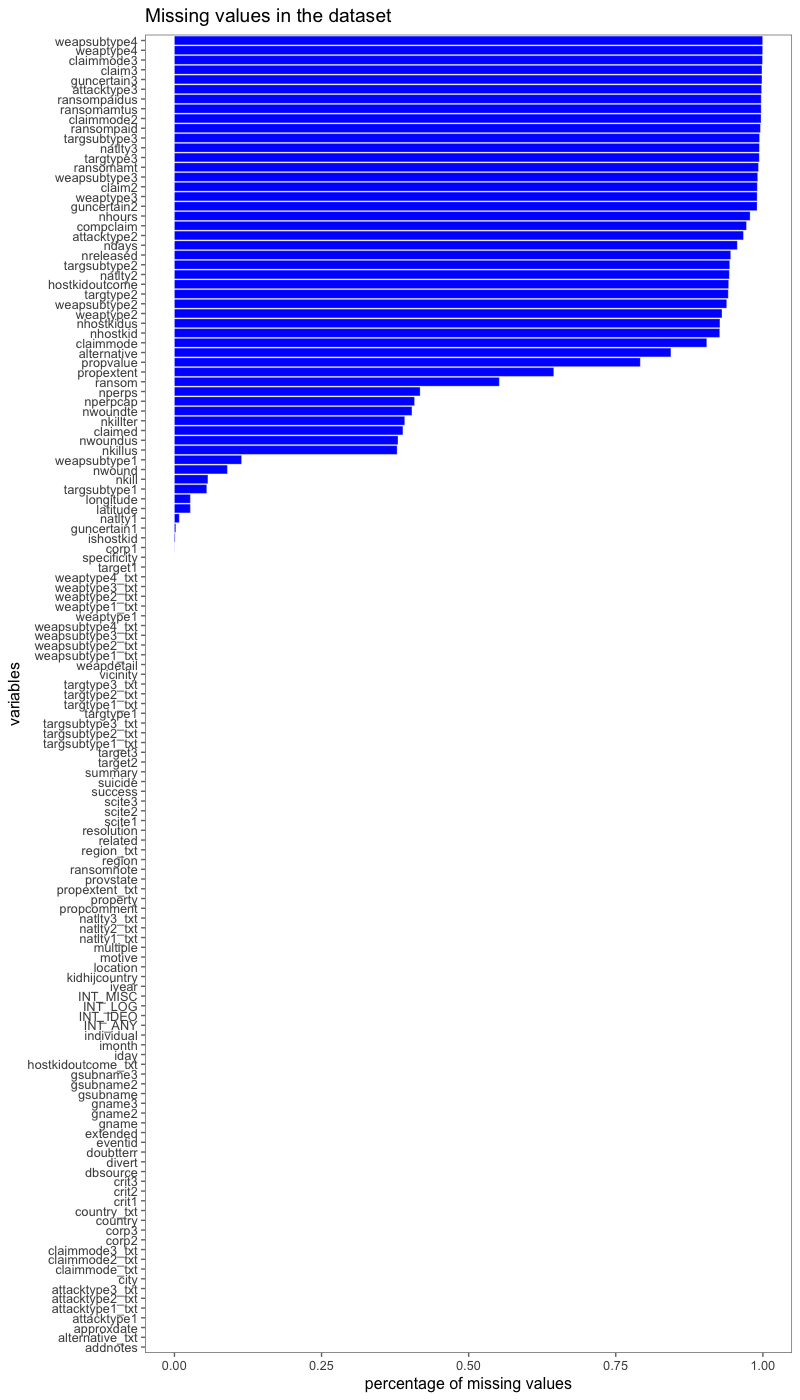 Missing values in the dataset
weapsubtype4
weaptype4
claimmode3
claim3
guncertain3
attacktype3
ransompaidus
ransomamtus
claimmode2
ransompaid
targsubtype3
natlty3
targtype3
ransomamt
weapsubtype3
claim2
weaptype3
guncertain2
nhours
compclaim
attacktype2
ndays
nreleased
targsubtype2
natlty2
hostkidoutcome
targtype2
weapsubtype2
weaptype2
nhostkidus
nhostkid
claimmode
alternative
propvalue
propextent
ransom
nperps
nperpcap
nwoundte
nkillter
claimed
nwoundus
nkillus
weapsubtype1
nwound
nkill
targsubtype1
longitude
latitude
natlty1
guncertain1
ishostkid
corp1
specificity
target1
weaptype4_txt
weaptype3_txt
weaptype2_txt
weaptype1_txt
weaptype1
weapsubtype4_txt
weapsubtype3_txt
weapsubtype2_txt
weapsubtype1_txt
weapdetail
vicinity
targtype3_txt
targtype2_txt
targtype1_txt
targtype1
targsubtype3_txt
targsubtype2_txt
targsubtype1_txt
target3
target2
summary
suicide
success
scite3
scite2
scite1
resolution
related
region_txt
region
ransomnote
provstate
propextent_txt
property
propcomment
natlty3_txt
natlty2_txt
natlty1_txt
multiple
motive
location
kidhijcountry
iyear
INT_MISC
INT_LOG
INT_IDEO
INT_ANY
individual
imonth
iday
hostkidoutcome_txt
gsubname3
gsubname2
gsubname
gname3
gname2
gname
extended
eventid
doubtterr
divert
dbsource
crit3
crit2
crit1
country_txt
country
corp3
corp2
claimmode3_txt
claimmode2_txt
claimmode_txt
city
attacktype3_txt
attacktype2_txt
attacktype1_txt
attacktype1
approxdate
alternative_txt
addnotes
variables
0.00 0.25 0.50 0.75 1.00
percentage of missing values